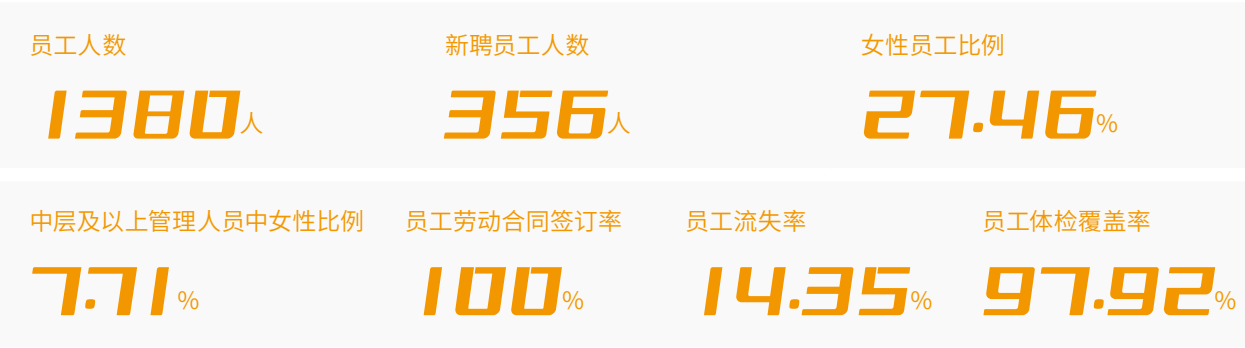 员工人数 新聘员工人数 女性员工比例
1380人 356人 27.46%
中层及以上管理人员中女性比例 员工劳动合同签订率 员工流失率 员工体检覆盖率
7.71% 100% 14.35% 97.92%